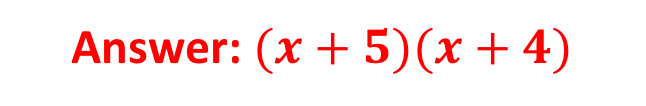 Answer: (𝒙 + 𝟓)(𝒙 + 𝟒)